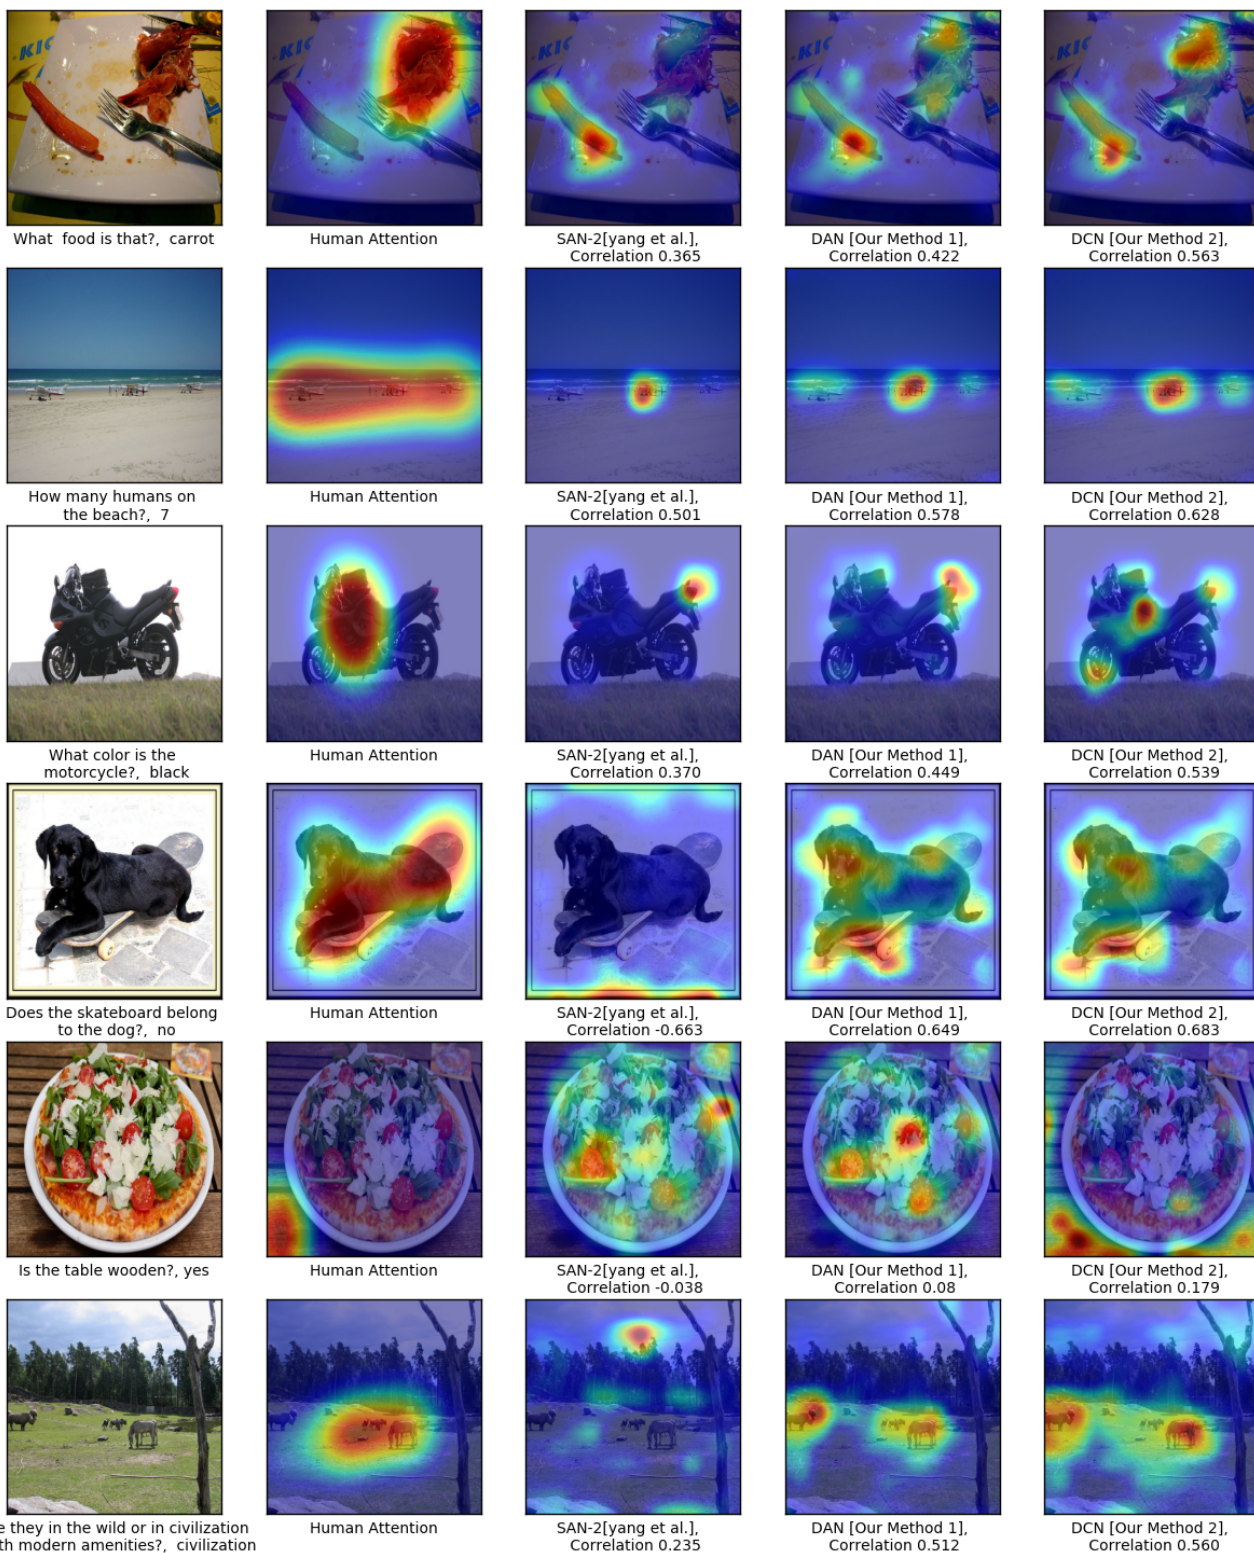 What  food is that?,  carrot
Human Attention
SAN-2[yang et al.],
Correlation 0.365
DAN [Our Method 1],
Correlation 0.422
DCN [Our Method 2],
Correlation 0.563
How many humans on
the beach?,  7
Human Attention
SAN-2[yang et al.],
Correlation 0.501
DAN [Our Method 1],
Correlation 0.578
DCN [Our Method 2],
Correlation 0.628
What color is the
motorcycle?,  black
Human Attention
SAN-2[yang et al.],
Correlation 0.370
DAN [Our Method 1],
Correlation 0.449
DCN [Our Method 2],
Correlation 0.539
Does the skateboard belong
to the dog?,  no
Human Attention
SAN-2[yang et al.],
Correlation -0.663
DAN [Our Method 1],
Correlation 0.649
DCN [Our Method 2],
Correlation 0.683
Is the table wooden?, yes
Human Attention
SAN-2[yang et al.],
Correlation -0.038
DAN [Our Method 1],
Correlation 0.08
DCN [Our Method 2],
Correlation 0.179
e they in the wild or in civilization
th modern amenities?,  civilization
Human Attention
SAN-2[yang et al.],
Correlation 0.235
DAN [Our Method 1],
Correlation 0.512
DCN [Our Method 2],
Correlation 0.560